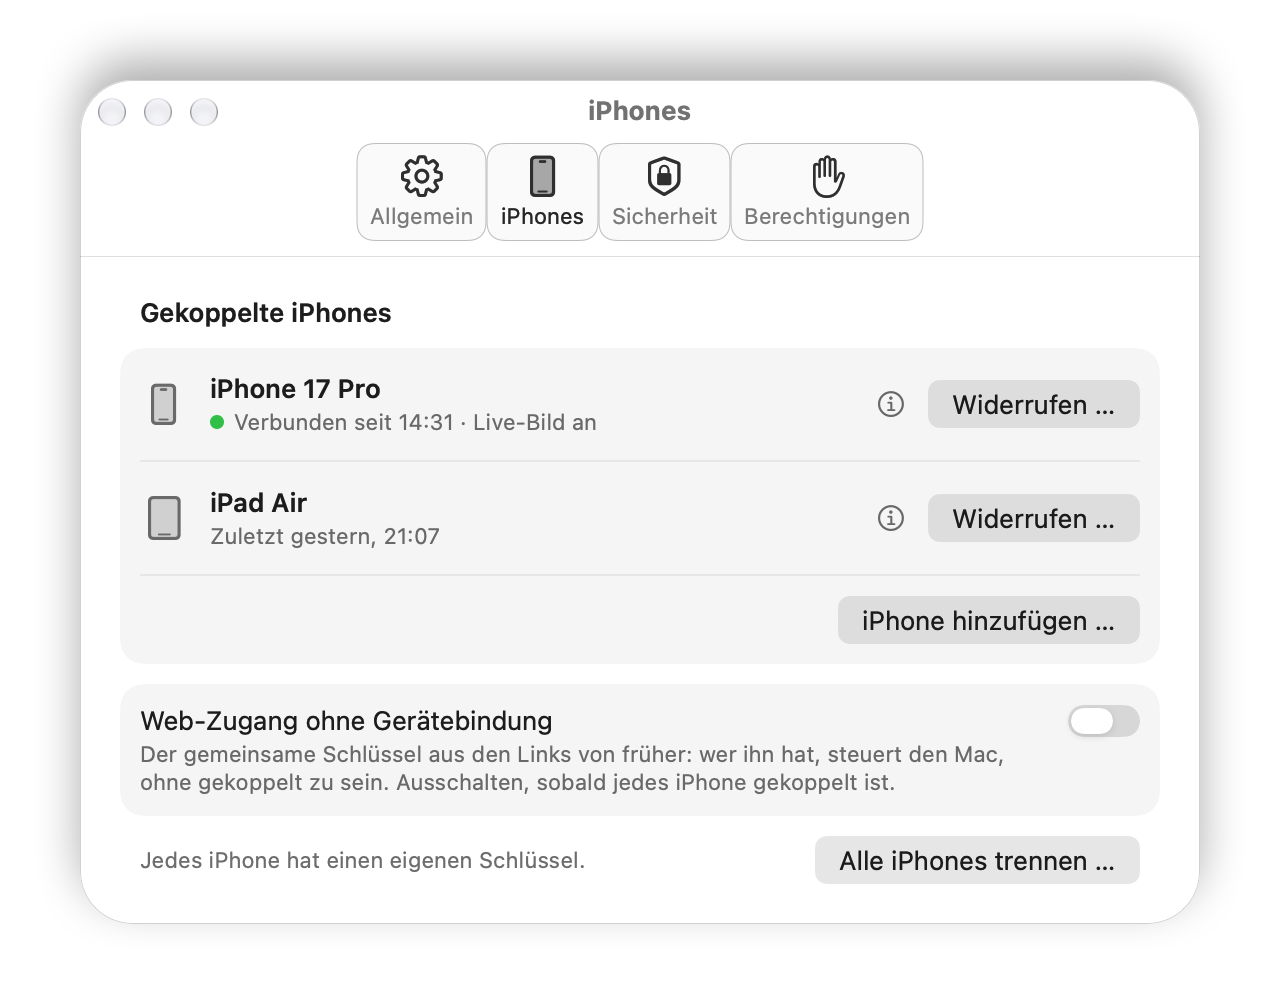 iPhones
Allgemein
iPhones
Sicherheit
Berechtigungen
Gekoppelte iPhones
iPhone 17 Pro
Verbunden seit 14:31 · Live-Bild an
Widerrufen ...
iPad Air
Zuletzt gestern, 21:07
Widerrufen ...
iPhone hinzufügen ...
Web-Zugang ohne Gerätebindung
Der gemeinsame Schlüssel aus den Links von früher: wer ihn hat, steuert den Mac,
ohne gekoppelt zu sein. Ausschalten, sobald jedes iPhone gekoppelt ist.
Jedes iPhone hat einen eigenen Schlüssel.
Alle iPhones trennen ...